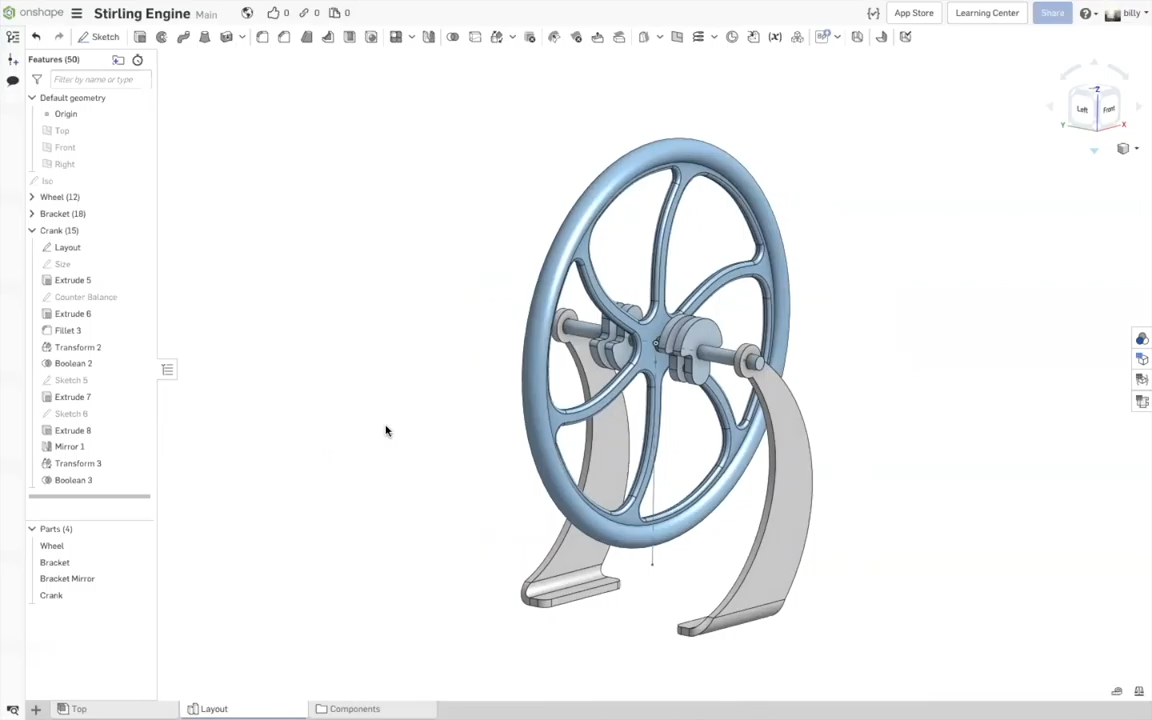 onshape Stirling Engine Main 0 0 0 App Store Learning Center Share billy
Sketch (x)
Features (50)
Filter by name or type
Default geometry
Origin
Top
Front
Right
Iso
Wheel (12)
Bracket (18)
Crank (15)
Layout
Size
Extrude 5
Counter Balance
Extrude 6
Fillet 3
Transform 2
Boolean 2
Sketch 5
Extrude 7
Sketch 6
Extrude 8
Mirror 1
Transform 3
Boolean 3
Parts (4)
Wheel
Bracket
Bracket Mirror
Crank
Z
Left Front
Y X
Top Layout Components